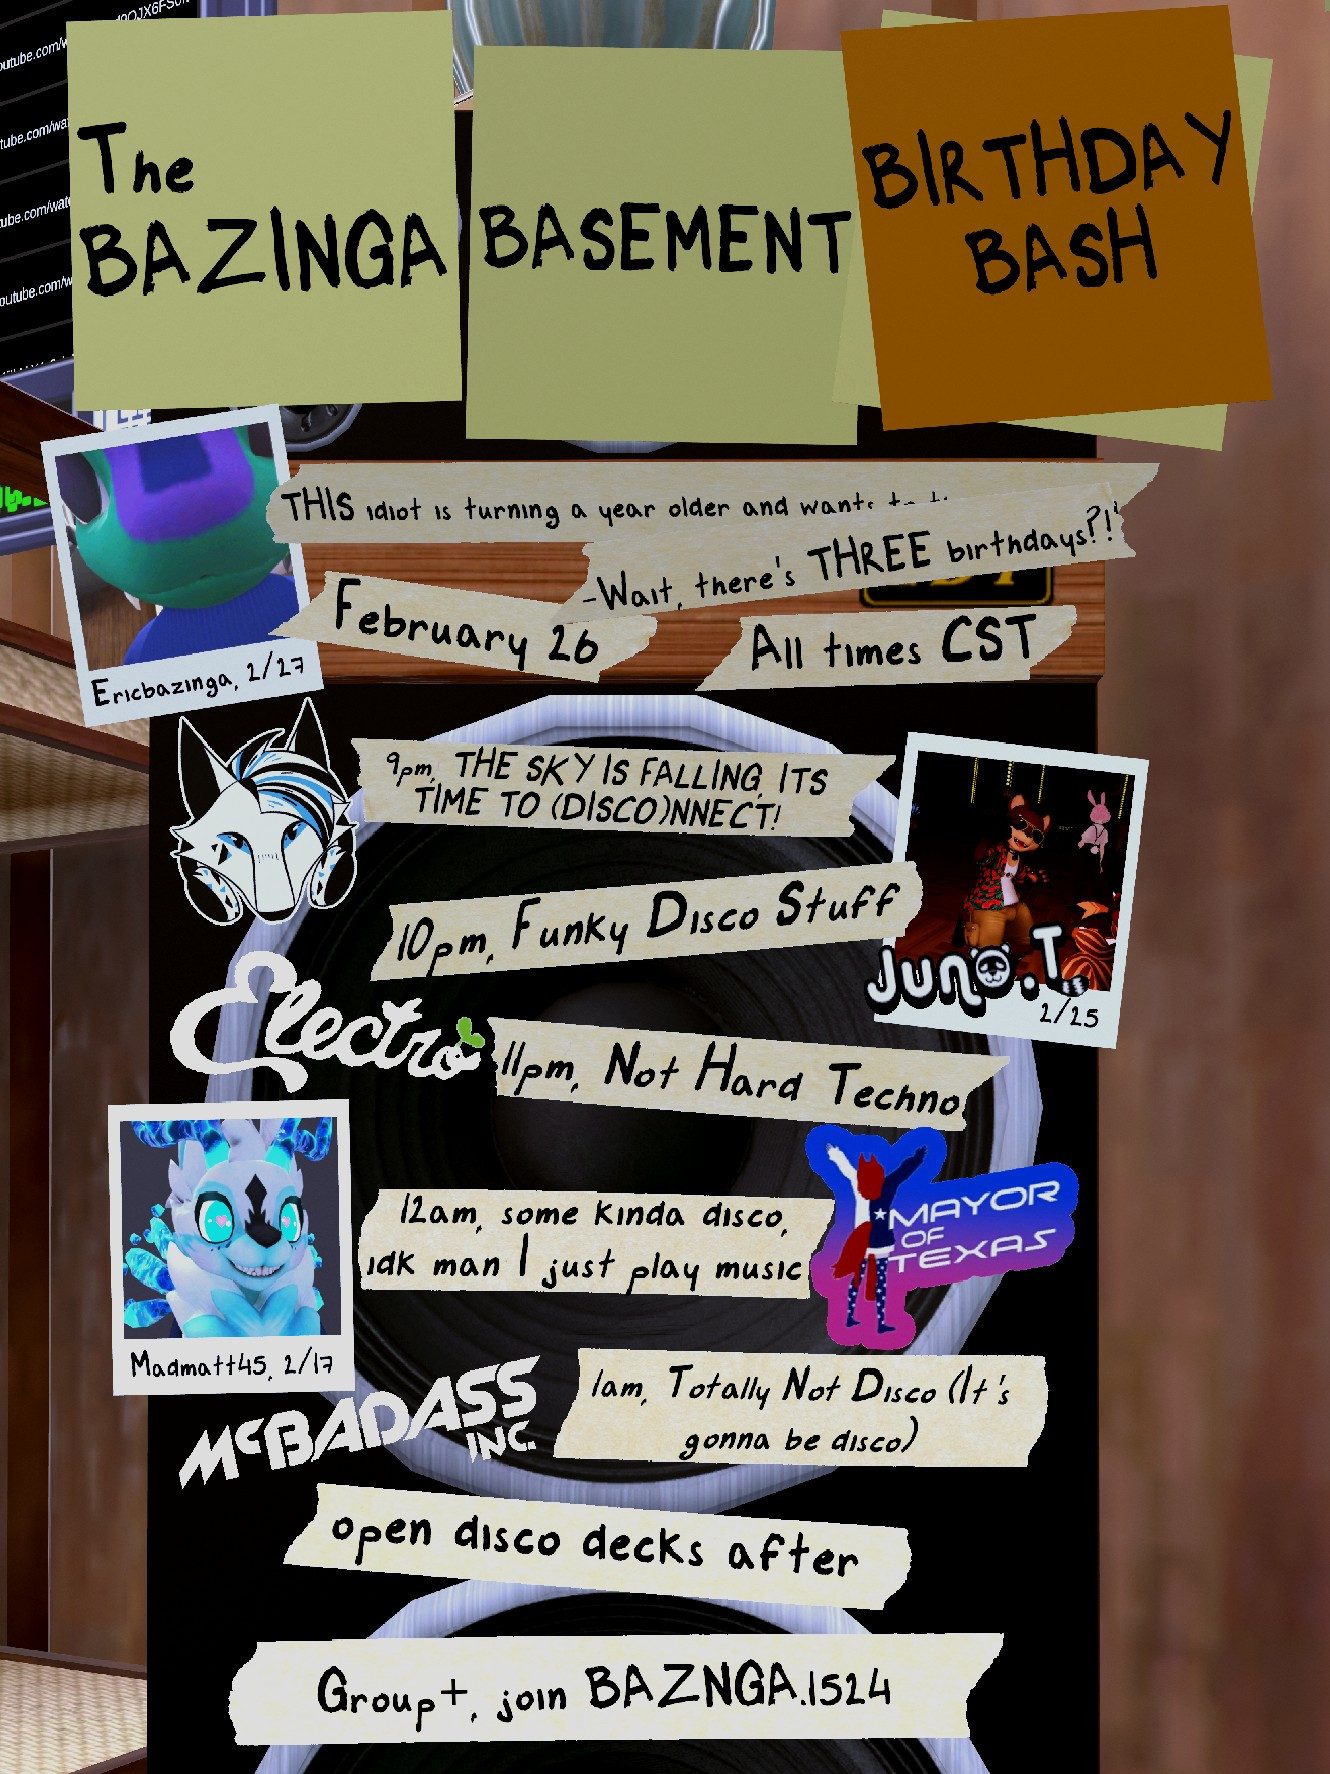 The
BAZINGA
BASEMENT
BIRTHDAY
BASH
THIS idiot is turning a year older and wants to
-Wait, there's THREE birthdays?!
February 26
All times CST
Ericbazinga, 2/27
9pm, THE SKY IS FALLING, ITS
TIME TO (DISCO)NNECT!
10pm, Funky Disco Stuff
Juno.T
2/25
Electro
11pm, Not Hard Techno
12am, some kinda disco,
idk man I just play music
MAYOR
OF
TEXAS
Madmatt45, 2/17
McBADASS
INC.
1am, Totally Not Disco (It's
gonna be disco)
open disco decks after
Group+, join BAZNGA.1524